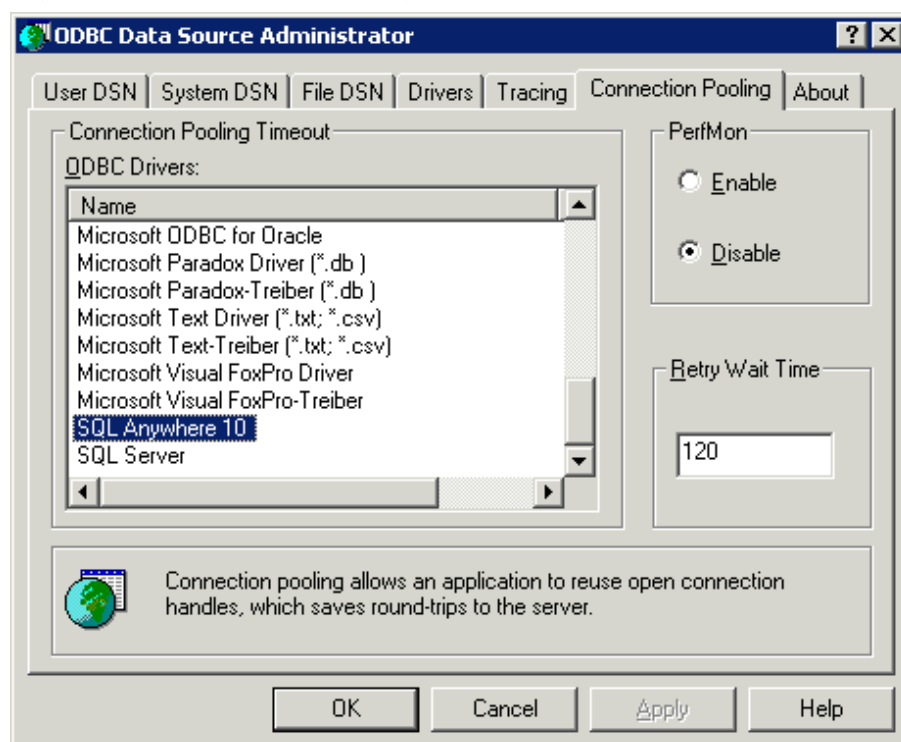 ODBC Data Source Administrator
User DSN System DSN File DSN Drivers Tracing Connection Pooling About
Connection Pooling Timeout
ODBC Drivers:
Name
Microsoft ODBC for Oracle
Microsoft Paradox Driver (*.db )
Microsoft Paradox-Treiber (*.db )
Microsoft Text Driver (*.txt; *.csv)
Microsoft Text-Treiber (*.txt; *.csv)
Microsoft Visual FoxPro Driver
Microsoft Visual FoxPro-Treiber
SQL Anywhere 10
SQL Server
PerfMon
Enable
Disable
Retry Wait Time
120
Connection pooling allows an application to reuse open connection
handles, which saves round-trips to the server.
OK Cancel Apply Help